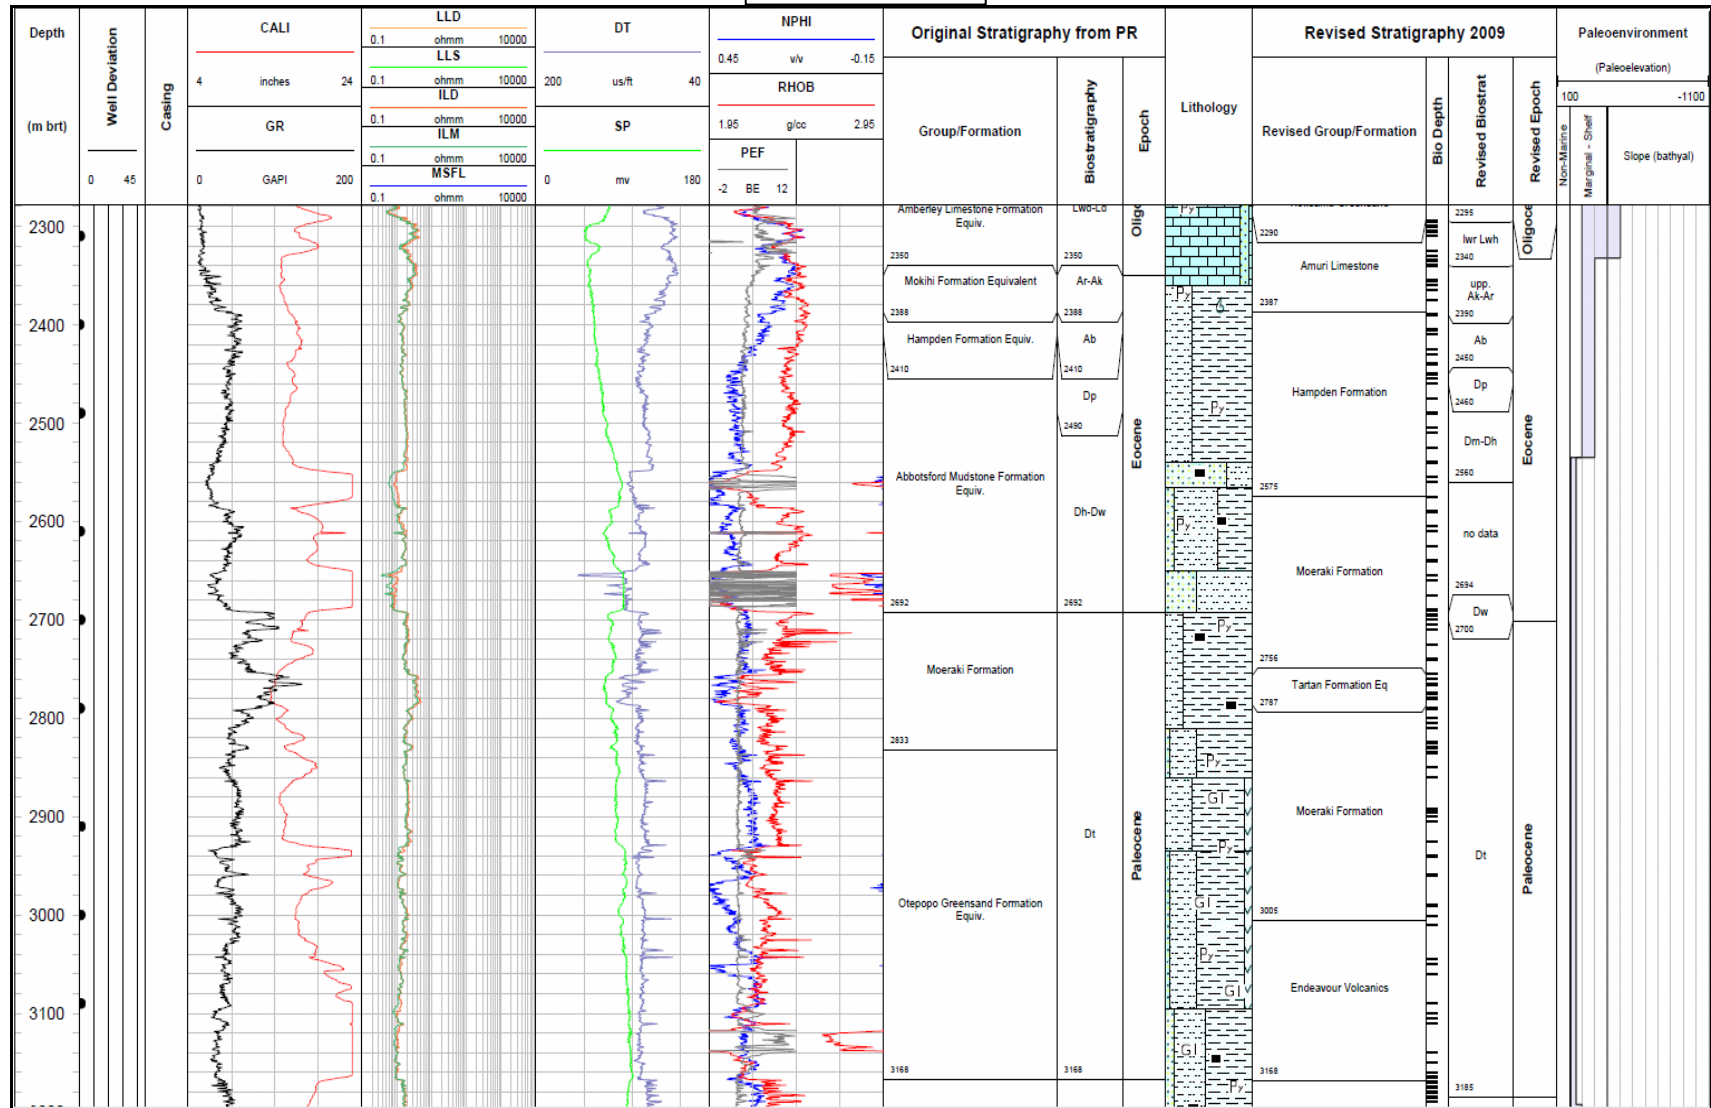 Depth
(m brt)
Well Deviation
0 45
Casing
CALI
4 inches 24
GR
0 GAPI 200
LLD
0.1 ohmm 10000
LLS
0.1 ohmm 10000
ILD
0.1 ohmm 10000
ILM
0.1 ohmm 10000
MSFL
0.1 ohmm 10000
DT
200 us/ft 40
SP
0 mv 180
NPHI
0.45 v/v -0.15
RHOB
1.95 g/cc 2.95
PEF
-2 BE 12
Original Stratigraphy from PR
Group/Formation
Biostratigraphy
Epoch
Lithology
Revised Stratigraphy 2009
Revised Group/Formation
Bio Depth
Revised Biostrat
Revised Epoch
Paleoenvironment
(Paleoelevation)
100 -1100
Non-Marine
Marginal - Shelf
Slope (bathyal)
2300
2400
2500
2600
2700
2800
2900
3000
3100
Amberley Limestone Formation
Equiv.
2350
Mokihi Formation Equivalent
2388
Hampden Formation Equiv.
2410
Abbotsford Mudstone Formation
Equiv.
2692
Moeraki Formation
2833
Otepopo Greensand Formation
Equiv.
3168
Lwd-Ld
2350
Ar-Ak
2388
Ab
2410
Dp
2490
Dh-Dw
2692
Dt
3168
Oligo
Eocene
Paleocene
Py
Py
Py
Py
Py
Py
Gl
Py
Gl
Py
Gl
Gl
Py
2290
Amuri Limestone
2387
Hampden Formation
2575
Moeraki Formation
2756
Tartan Formation Eq
2787
Moeraki Formation
3005
Endeavour Volcanics
3168
2295
lwr Lwh
2340
upp.
Ak-Ar
2390
Ab
2450
Dp
2460
Dm-Dh
2560
no data
2694
Dw
2700
Dt
3185
Oligoce
Eocene
Paleocene